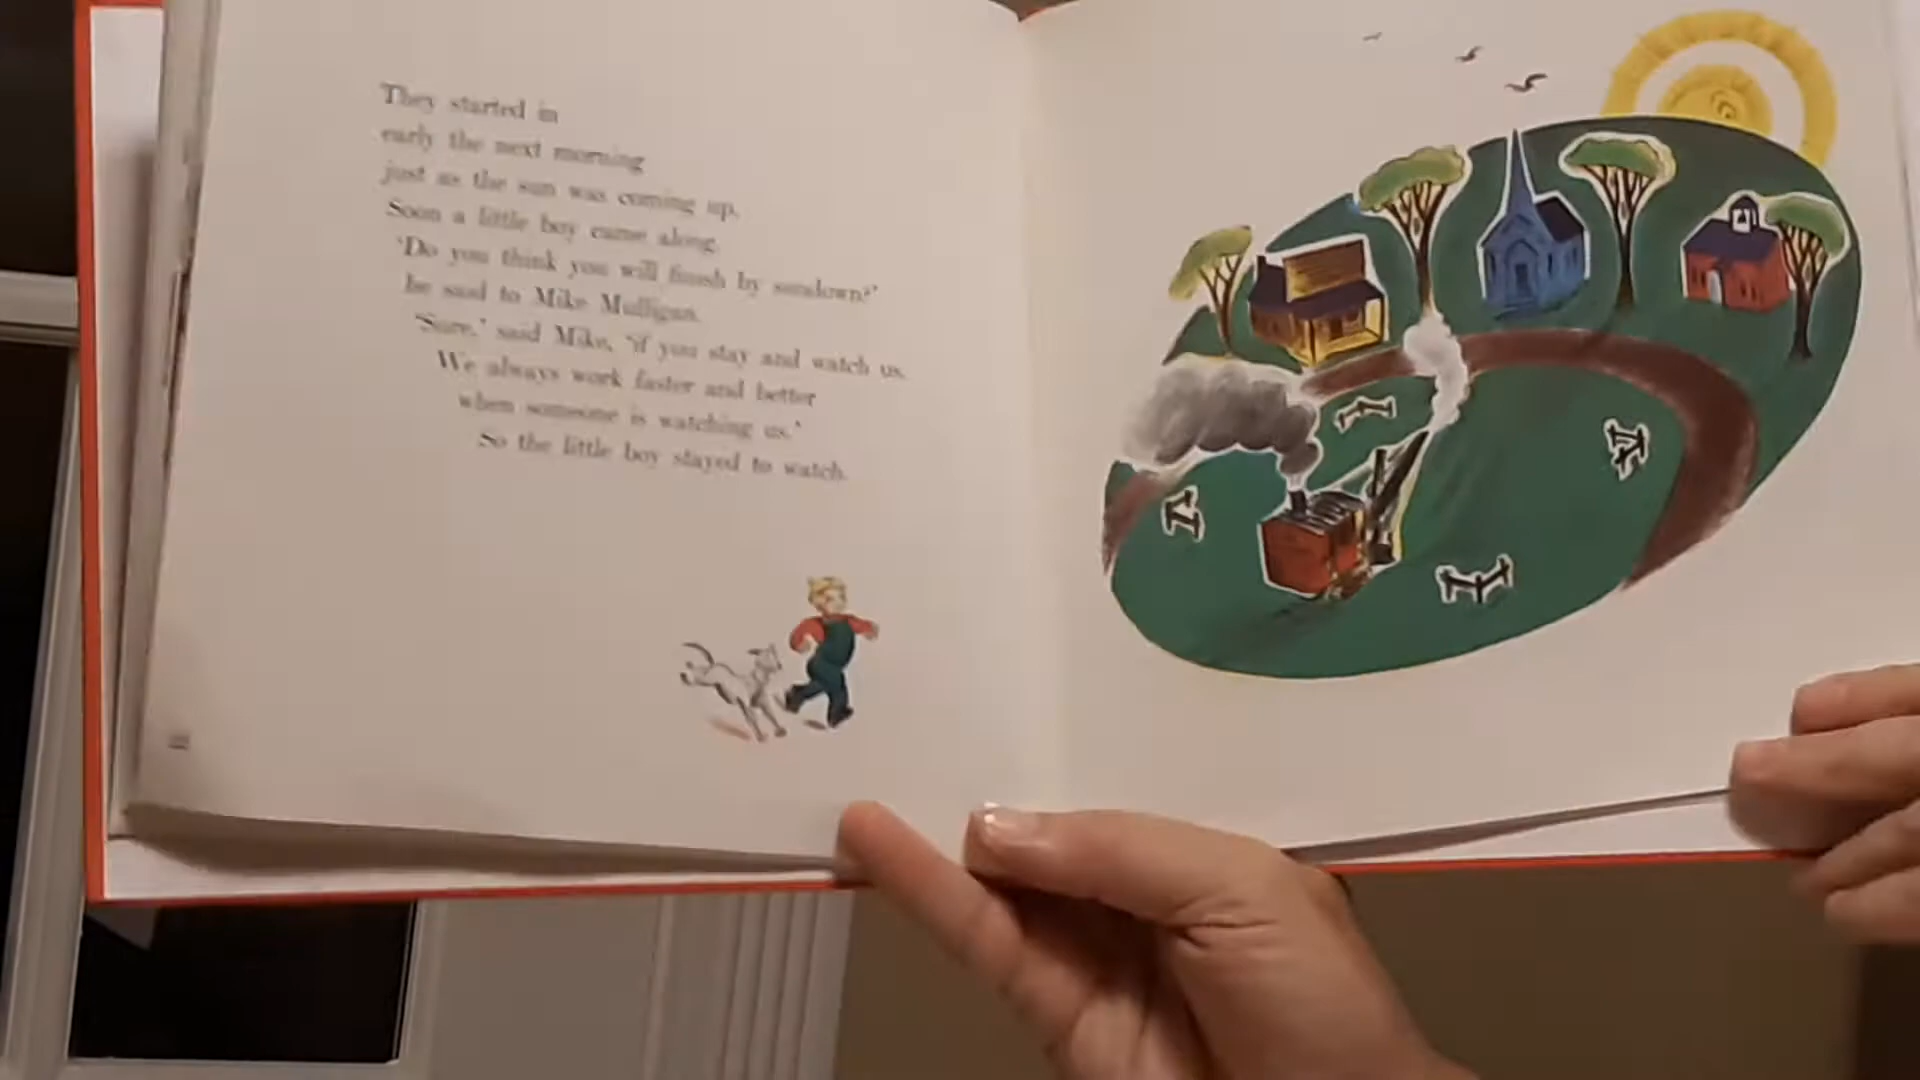 They started in
early the next morning
just as the sun was coming up.
Soon a little boy came along.
'Do you think you will finish by sundown?'
he said to Mike Mulligan.
'Sure,' said Mike, 'if you stay and watch us.
We always work faster and better
when someone is watching us.'
So the little boy stayed to watch.